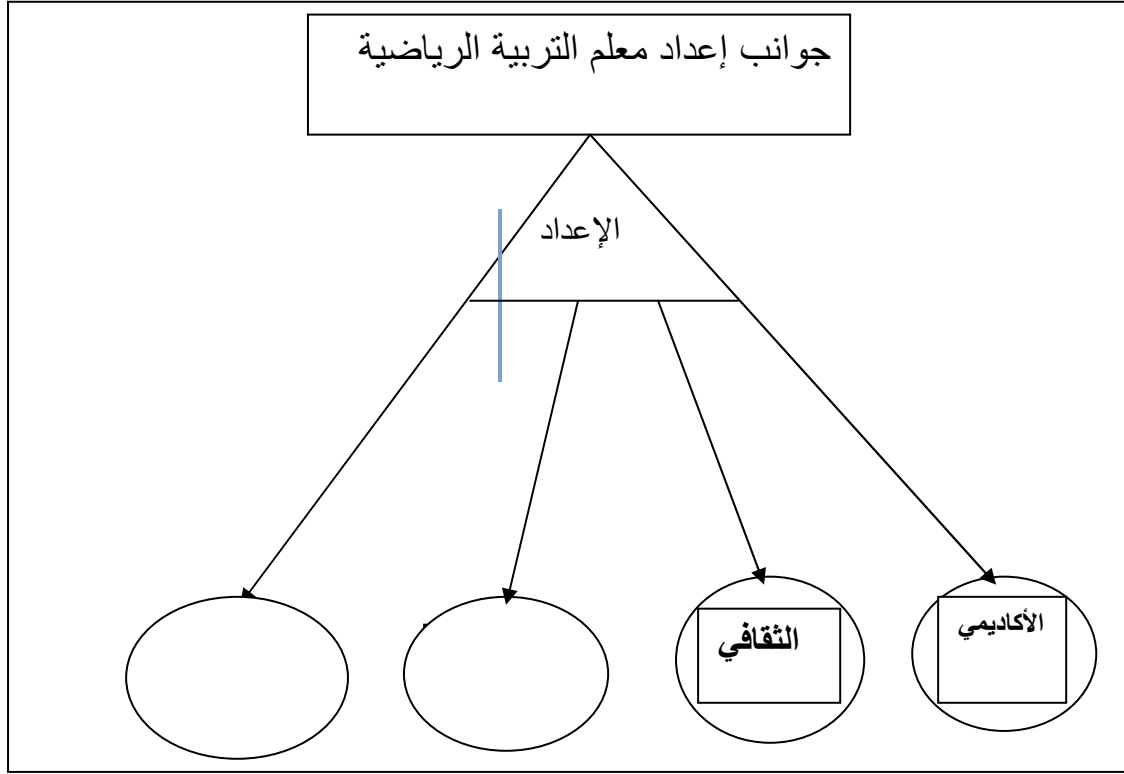 جوانب إعداد معلم التربية الرياضية
الإعداد
الأكاديمي
الثقافي